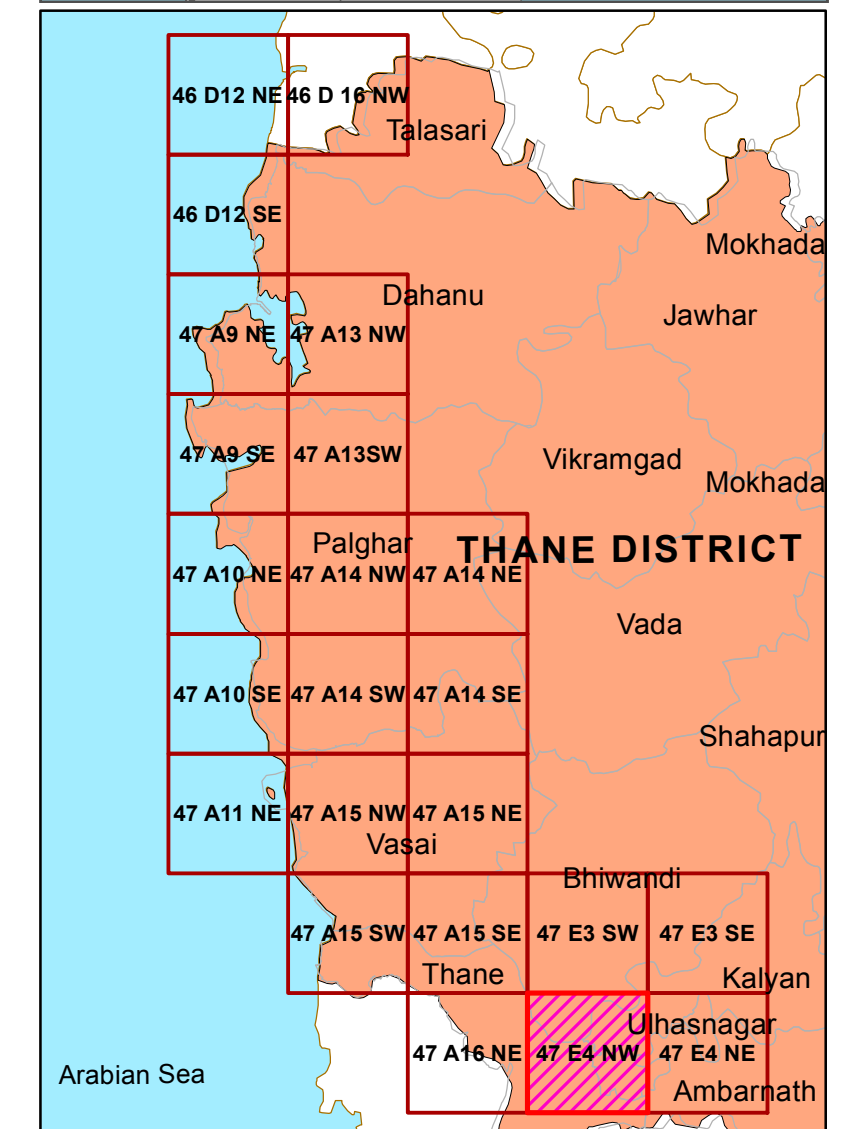 46 D12 NE
46 D 16 NW
Talasari
46 D12 SE
Mokhada
Dahanu
Jawhar
47 A9 NE
47 A13 NW
47 A9 SE
47 A13SW
Vikramgad
Mokhada
Palghar
THANE DISTRICT
47 A10 NE
47 A14 NW
47 A14 NE
Vada
47 A10 SE
47 A14 SW
47 A14 SE
Shahapur
47 A11 NE
47 A15 NW
47 A15 NE
Vasai
Bhiwandi
47 A15 SW
47 A15 SE
47 E3 SW
47 E3 SE
Thane
Kalyan
Ulhasnagar
47 A16 NE
47 E4 NW
47 E4 NE
Arabian Sea
Ambarnath